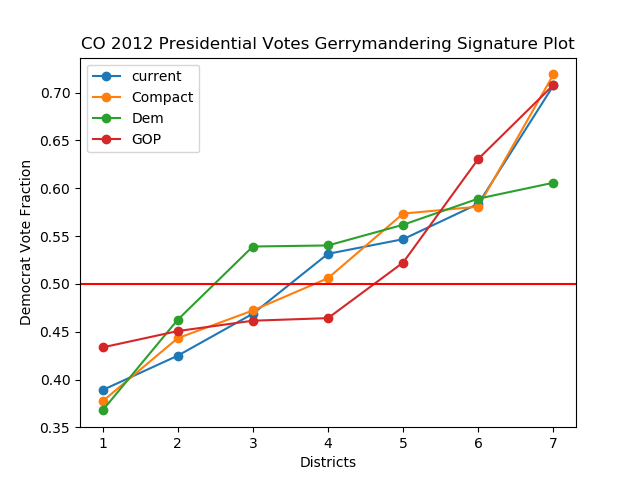 CO 2012 Presidential Votes Gerrymandering Signature Plot
current
Compact
Dem
GOP
Democrat Vote Fraction
0.70
0.65
0.60
0.55
0.50
0.45
0.40
0.35
1 2 3 4 5 6 7
Districts